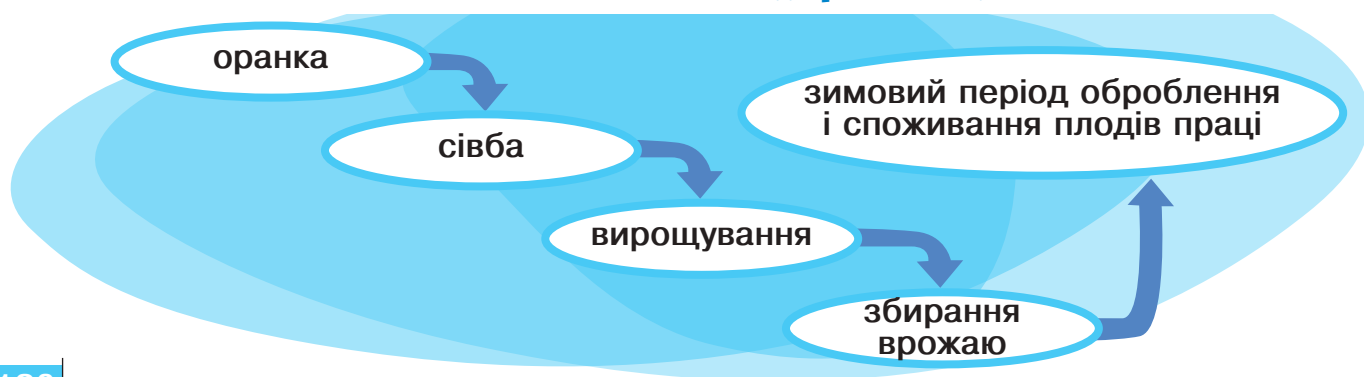 оранка
сівба
вирощування
збирання
врожаю
зимовий період оброблення
і споживання плодів праці